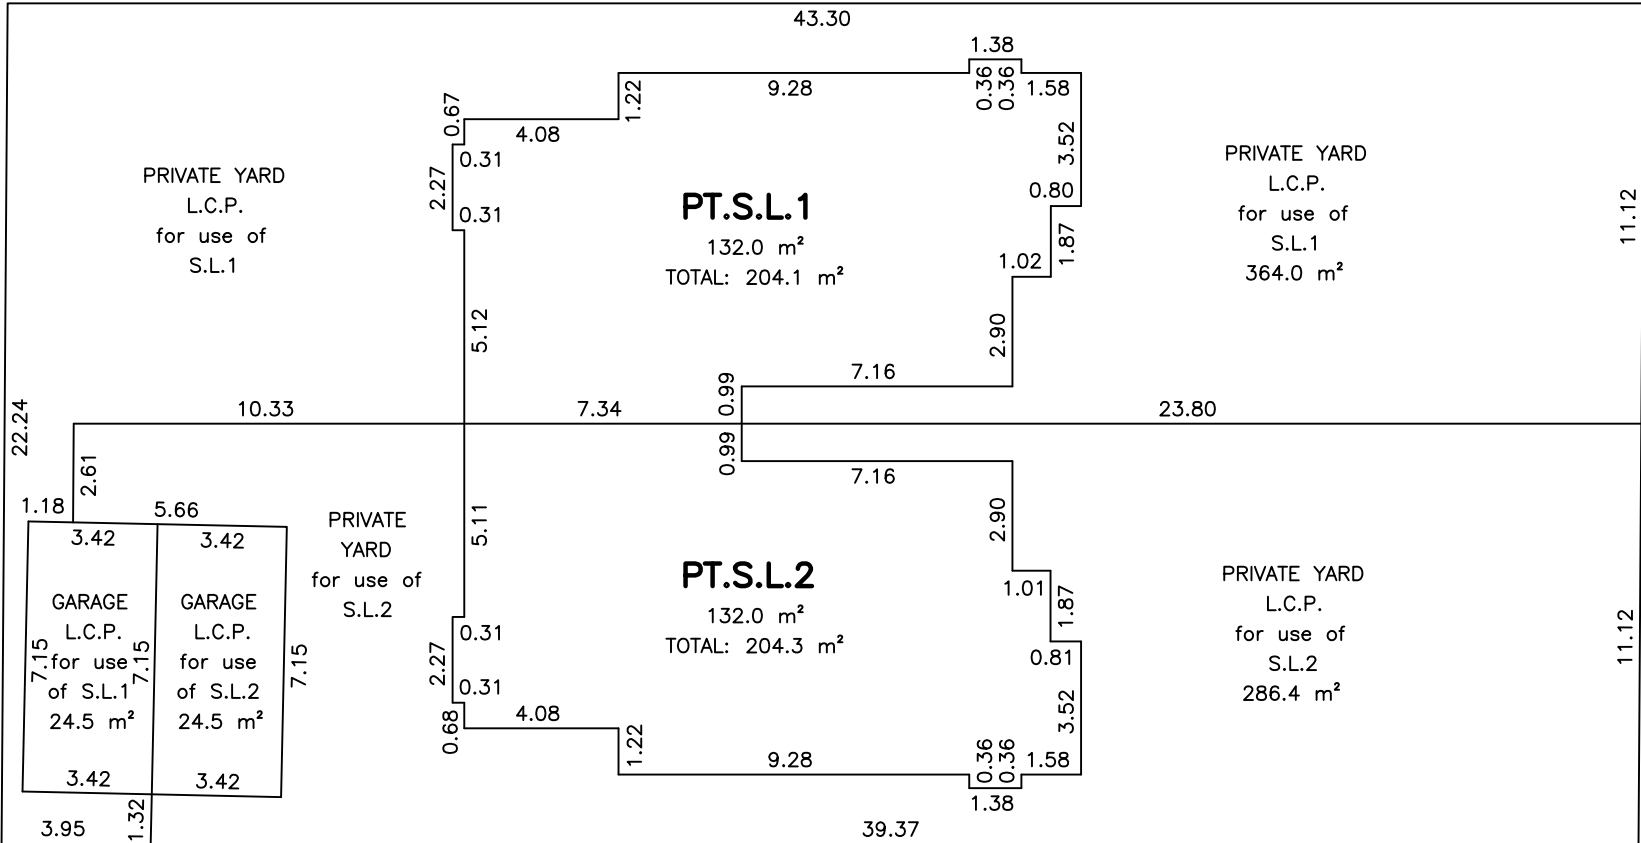 43.30
1.38
9.28
0.36
0.36
1.58
1.22
0.67
4.08
3.52
0.31
2.27
0.31
PRIVATE YARD
L.C.P.
for use of
S.L.1
PT.S.L.1
132.0 m²
TOTAL: 204.1 m²
0.80
1.87
1.02
PRIVATE YARD
L.C.P.
for use of
S.L.1
364.0 m²
11.12
5.12
2.90
7.16
0.99
22.24
10.33
7.34
23.80
0.99
7.16
2.61
1.18
5.66
3.42
3.42
PRIVATE
YARD
for use of
S.L.2
5.11
2.90
GARAGE
L.C.P.
for use
of S.L.1
24.5 m²
7.15
7.15
GARAGE
L.C.P.
for use
of S.L.2
24.5 m²
7.15
PT.S.L.2
132.0 m²
TOTAL: 204.3 m²
1.01
1.87
0.81
PRIVATE YARD
L.C.P.
for use of
S.L.2
286.4 m²
11.12
0.31
2.27
0.31
0.68
4.08
1.22
3.52
9.28
0.36
0.36
1.58
1.38
3.42
3.42
3.95
1.32
39.37